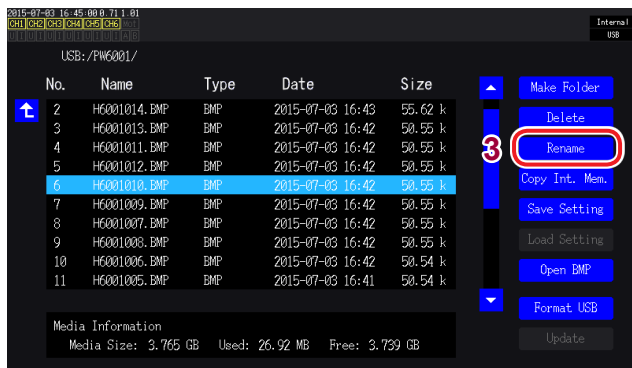 2015-07-03 16:45:00 0.71 1.01
CH1 CH2 CH3 CH4 CH5 CH6 Mot
U I U I U I U I U I U I A B
Internal
USB
USB:/PW6001/
No. Name Type Date Size
2 H6001014.BMP BMP 2015-07-03 16:43 55.62 k
3 H6001013.BMP BMP 2015-07-03 16:42 50.55 k
4 H6001011.BMP BMP 2015-07-03 16:42 50.55 k
5 H6001012.BMP BMP 2015-07-03 16:42 50.55 k
6 H6001010.BMP BMP 2015-07-03 16:42 50.55 k
7 H6001009.BMP BMP 2015-07-03 16:42 50.55 k
8 H6001007.BMP BMP 2015-07-03 16:42 50.55 k
9 H6001008.BMP BMP 2015-07-03 16:42 50.55 k
10 H6001006.BMP BMP 2015-07-03 16:42 50.54 k
11 H6001005.BMP BMP 2015-07-03 16:41 50.54 k
Make Folder
Delete
3 Rename
Copy Int. Mem.
Save Setting
Load Setting
Open BMP
Format USB
Update
Media Information
Media Size: 3.765 GB Used: 26.92 MB Free: 3.739 GB